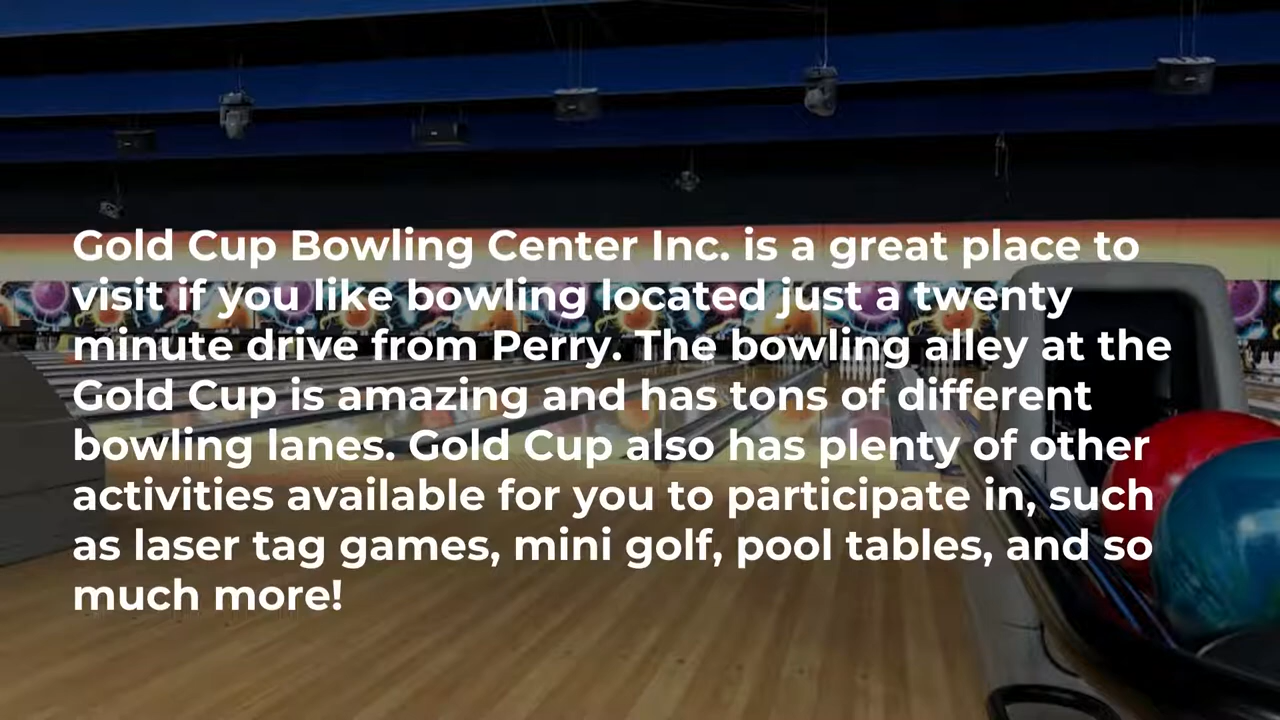 Gold Cup Bowling Center Inc. is a great place to
visit if you like bowling located just a twenty
minute drive from Perry. The bowling alley at the
Gold Cup is amazing and has tons of different
bowling lanes. Gold Cup also has plenty of other
activities available for you to participate in, such
as laser tag games, mini golf, pool tables, and so
much more!